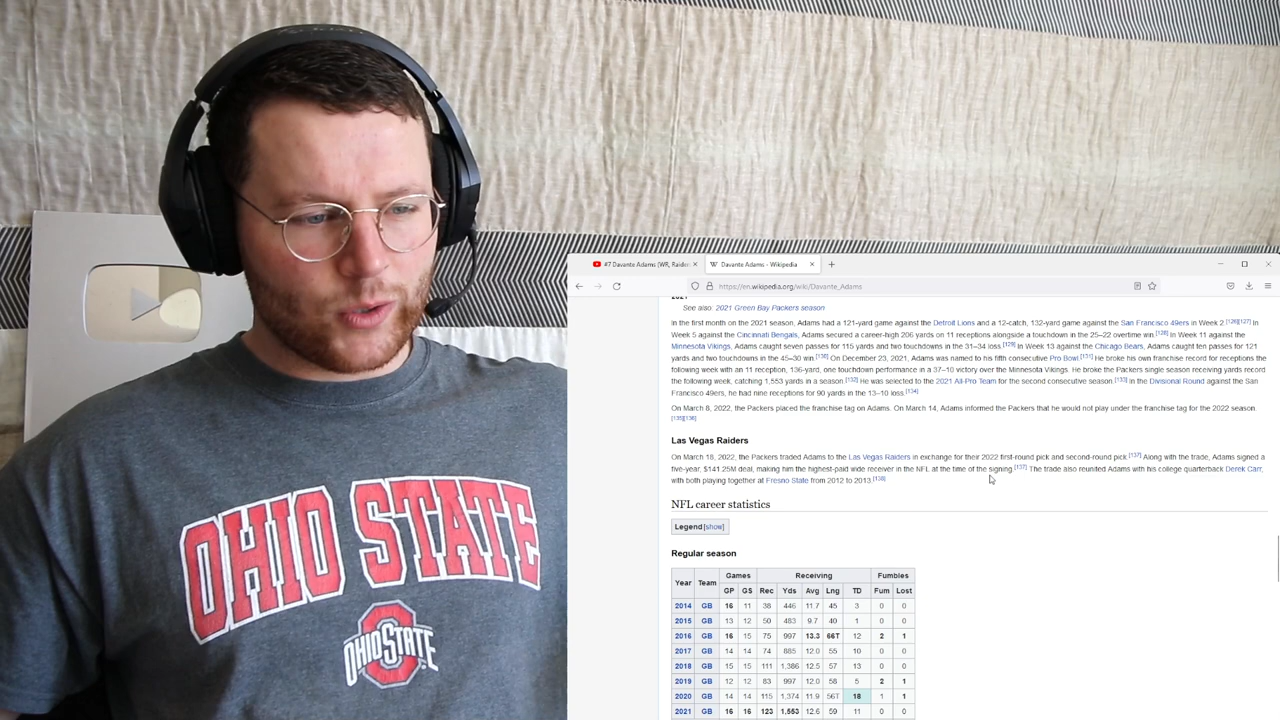 #7 Davante Adams (WR, Raider
Davante Adams - Wikipedia
https://en.wikipedia.org/wiki/Davante_Adams
2021
See also: 2021 Green Bay Packers season
In the first month on the 2021 season, Adams had a 121-yard game against the Detroit Lions and a 12-catch, 132-yard game against the San Francisco 49ers in Week 2.[126][127] In
Week 5 against the Cincinnati Bengals, Adams secured a career-high 206 yards on 11 receptions alongside a touchdown in the 25–22 overtime win.[128] In Week 11 against the
Minnesota Vikings, Adams caught seven passes for 115 yards and two touchdowns in the 31–34 loss.[129] In Week 13 against the Chicago Bears, Adams caught ten passes for 121
yards and two touchdowns in the 45–30 win.[130] On December 23, 2021, Adams was named to his fifth consecutive Pro Bowl.[131] He broke his own franchise record for receptions the
following week with an 11 reception, 136-yard, one touchdown performance in a 37–10 victory over the Minnesota Vikings. He broke the Packers single season receiving yards record
the following week, catching 1,553 yards in a season.[132] He was selected to the 2021 All-Pro Team for the second consecutive season.[133] In the Divisional Round against the San
Francisco 49ers, he had nine receptions for 90 yards in the 13–10 loss.[134]
On March 8, 2022, the Packers placed the franchise tag on Adams. On March 14, Adams informed the Packers that he would not play under the franchise tag for the 2022 season.
[135][136]
Las Vegas Raiders
On March 18, 2022, the Packers traded Adams to the Las Vegas Raiders in exchange for their 2022 first-round pick and second-round pick.[137] Along with the trade, Adams signed a
five-year, $141.25M deal, making him the highest-paid wide receiver in the NFL at the time of the signing.[137] The trade also reunited Adams with his college quarterback Derek Carr,
with both playing together at Fresno State from 2012 to 2013.[138]
NFL career statistics
Legend[show]
Regular season
Year Team Games Receiving Fumbles
GP GS Rec Yds Avg Lng TD Fum Lost
2014 GB 16 11 38 446 11.7 45 3 0 0
2015 GB 13 12 50 483 9.7 40 1 0 0
2016 GB 16 15 75 997 13.3 66T 12 2 1
2017 GB 14 14 74 885 12.0 55 10 0 0
2018 GB 15 15 111 1,386 12.5 57 13 0 0
2019 GB 12 12 83 997 12.0 58 5 2 1
2020 GB 14 14 115 1,374 11.9 56T 18 1 1
2021 GB 16 16 123 1,553 12.6 59 11 0 0
OHIO STATE
OHIO STATE